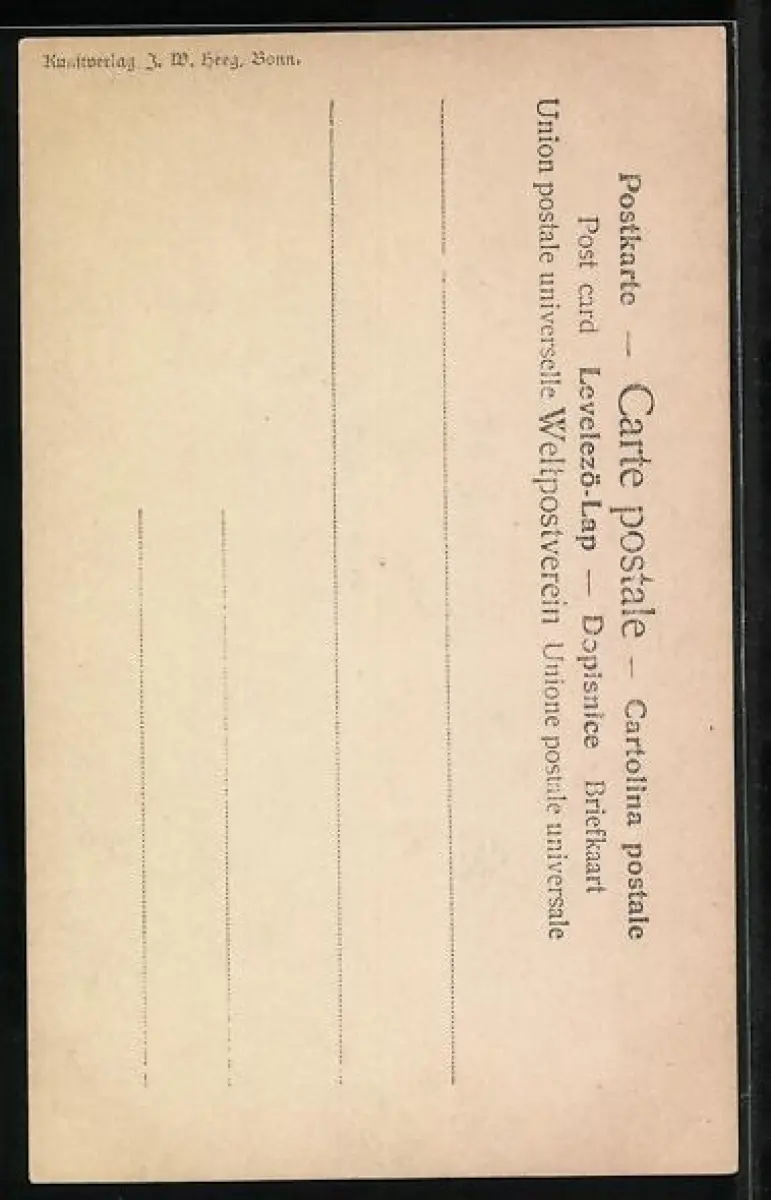 Postkarte — Carte postale — Cartolina postale
Post card Levelező-Lap — Dopisnice Briefkaart
Union postale universelle Weltpostverein Unione postale universale
Kunstverlag J. W. Heeg, Bonn.